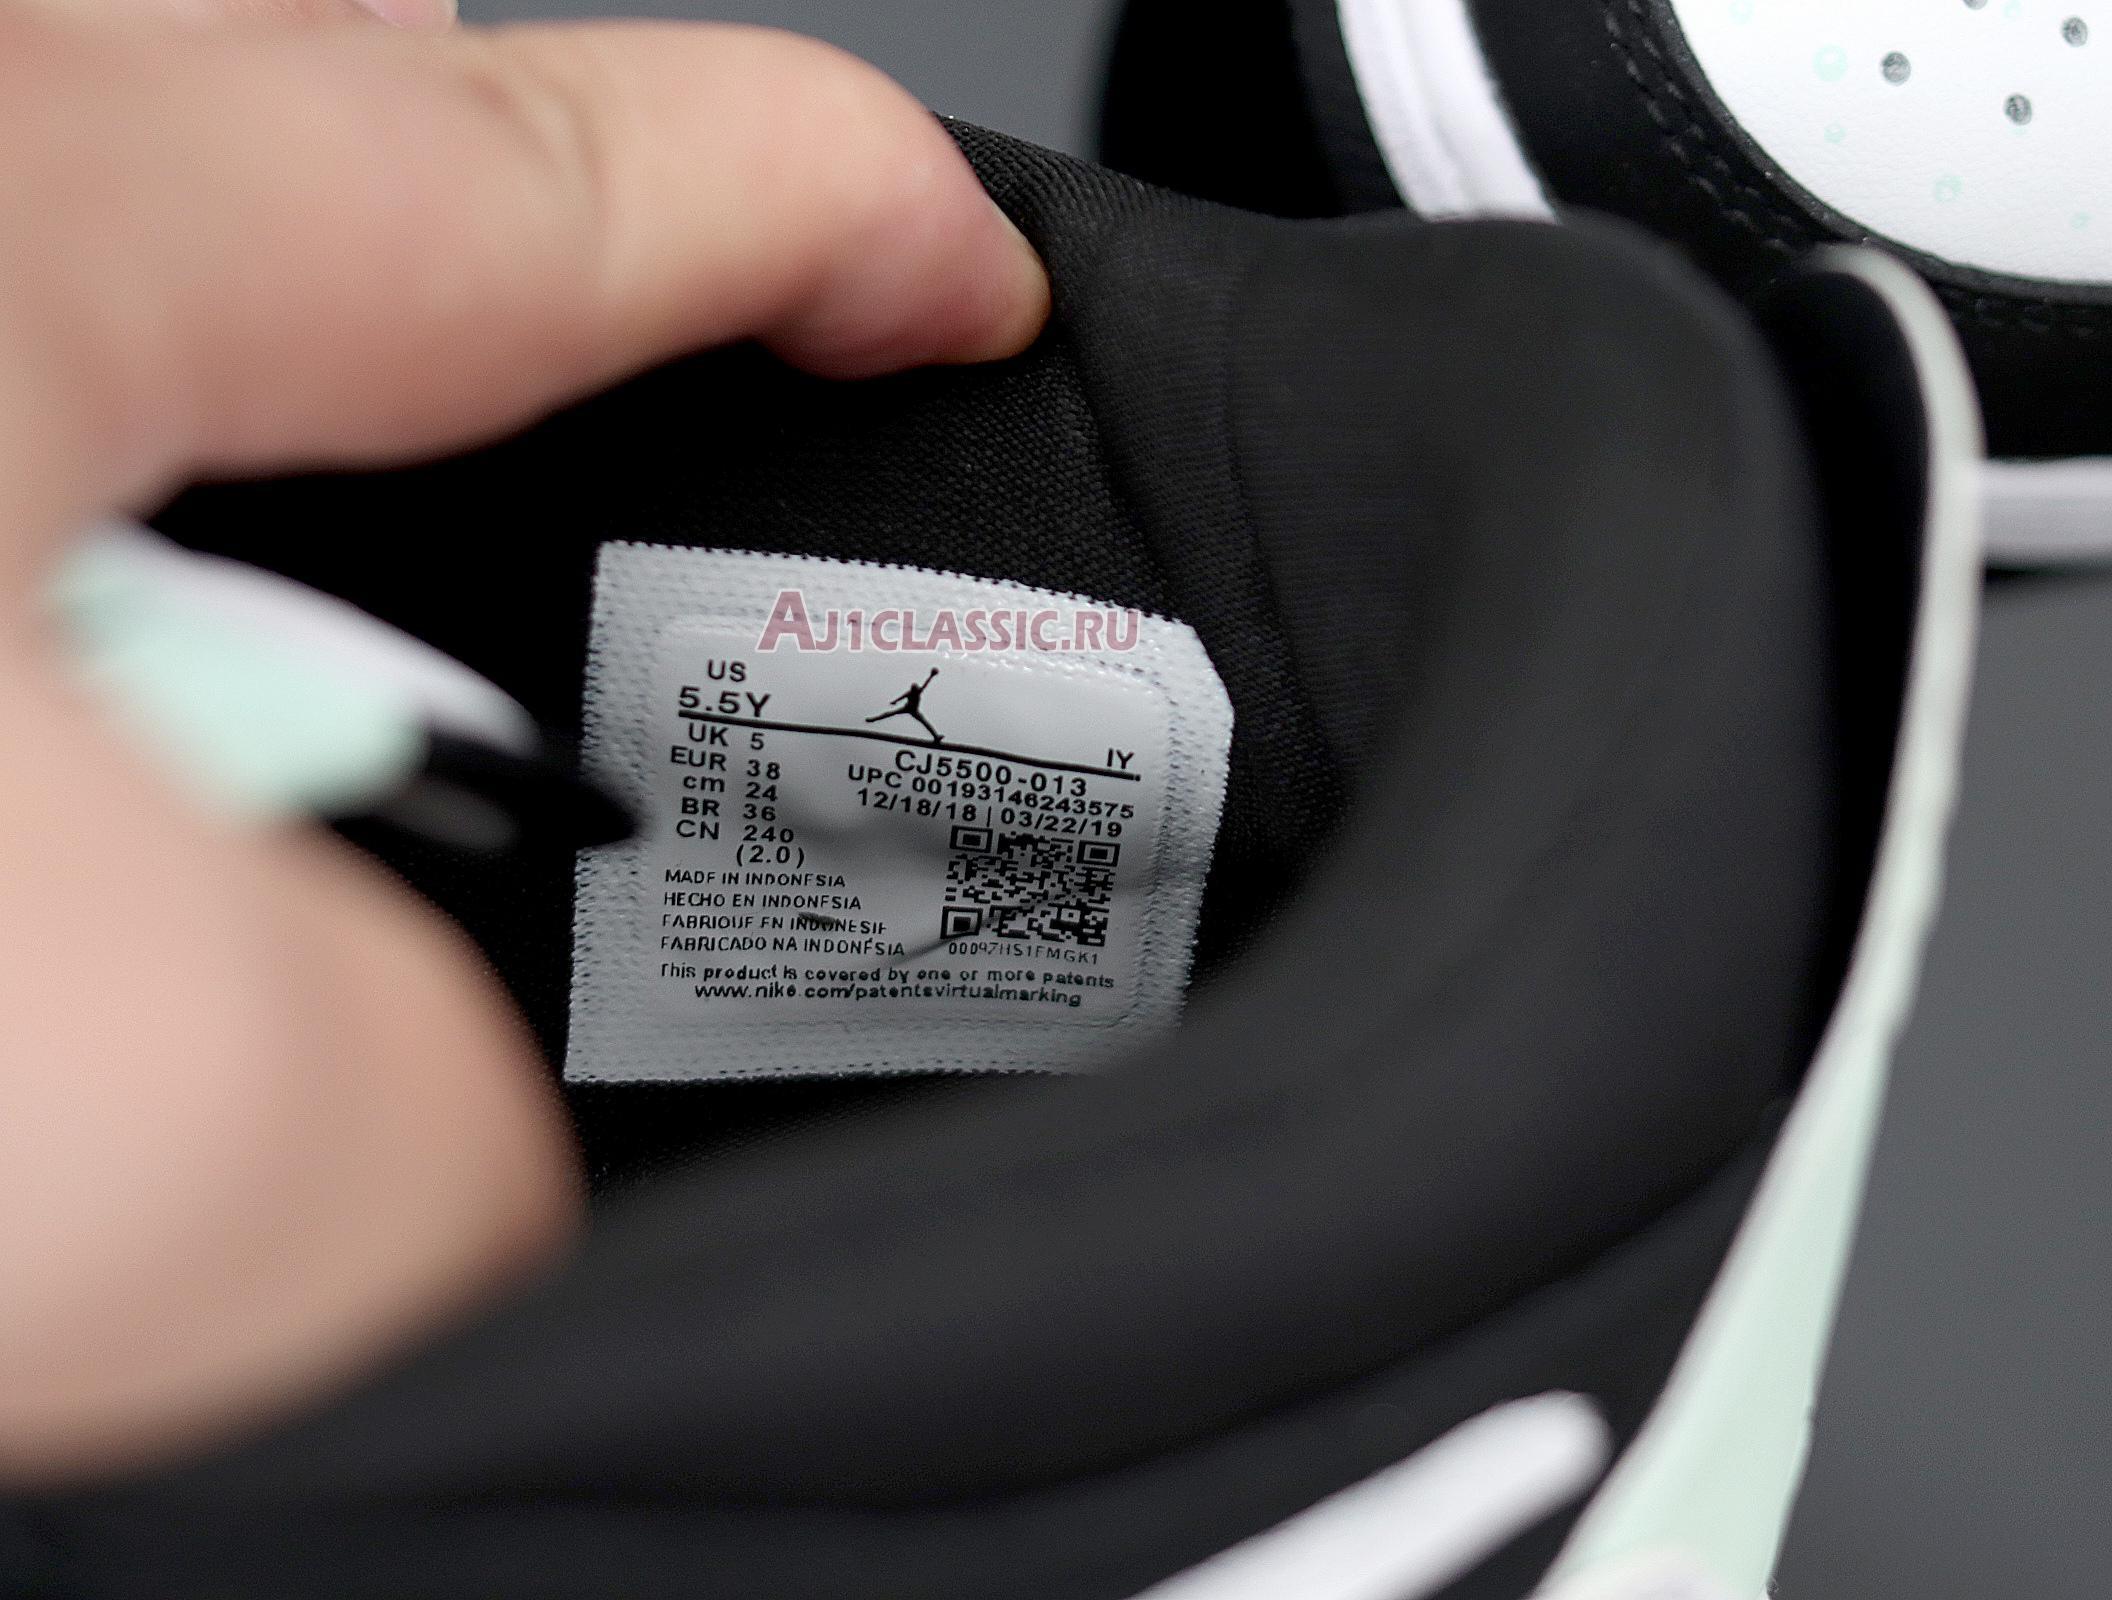 AJ1CLASSIC.RU
US
5.5Y
IY
UK 5
EUR 38
cm 24
BR 36
CN 240
(2.0)
CJ5500-013
UPC 00193146243575
12/18/18 | 03/22/19
MADE IN INDONESIA
HECHO EN INDONESIA
FABRIQUE EN INDONESIE
FABRICADO NA INDONÉSIA
00097HS1FMGK1
This product is covered by one or more patents
www.nike.com/patentsvirtualmarking